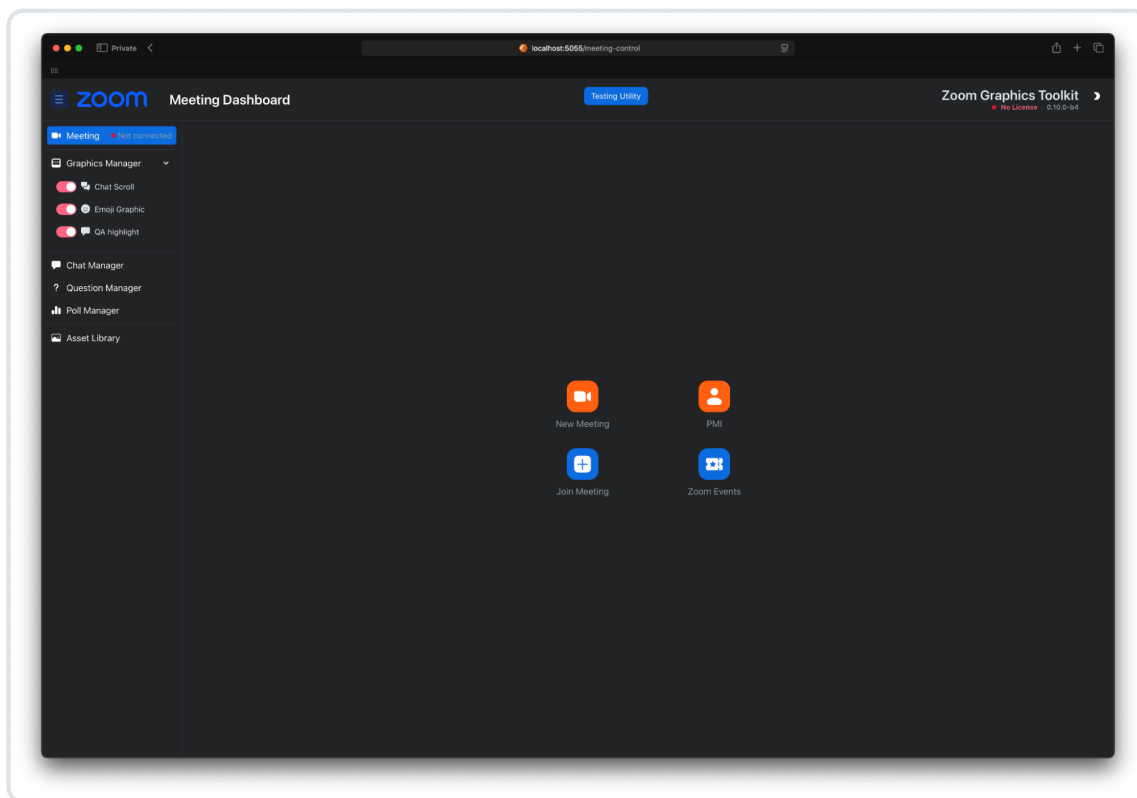 Private
localhost:5055/meeting-control
zoom
Meeting Dashboard
Testing Utility
Zoom Graphics Toolkit
No License 0.10.0-b4
Meeting Not connected
Graphics Manager
Chat Scroll
Emoji Graphic
QA highlight
Chat Manager
? Question Manager
Poll Manager
Asset Library
New Meeting
PMI
Join Meeting
Zoom Events